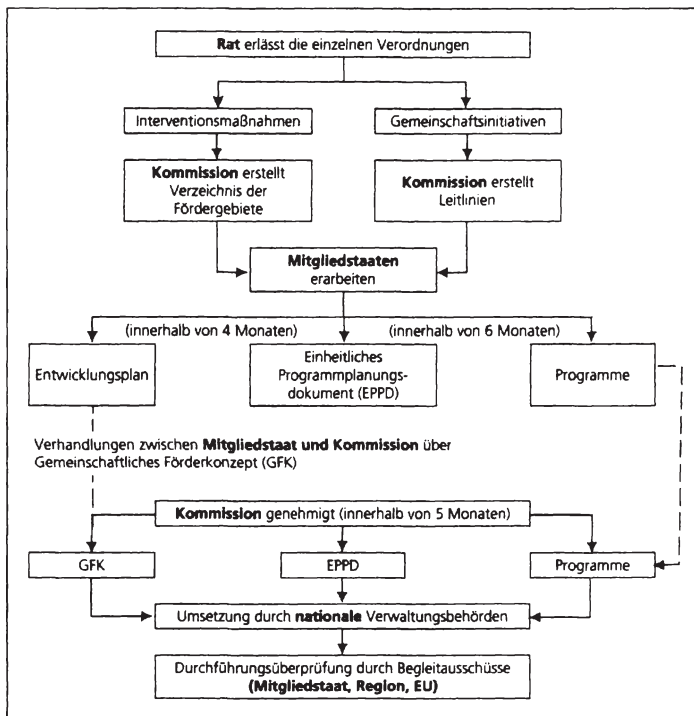 Rat erlässt die einzelnen Verordnungen
Interventionsmaßnahmen
Gemeinschaftsinitiativen
Kommission erstellt
Verzeichnis der
Fördergebiete
Kommission erstellt
Leitlinien
Mitgliedstaaten
erarbeiten
(innerhalb von 4 Monaten)
(innerhalb von 6 Monaten)
Entwicklungsplan
Einheitliches
Programmplanungs-
dokument (EPPD)
Programme
Verhandlungen zwischen Mitgliedstaat und Kommission über
Gemeinschaftliches Förderkonzept (GFK)
Kommission genehmigt (innerhalb von 5 Monaten)
GFK
EPPD
Programme
Umsetzung durch nationale Verwaltungsbehörden
Durchführungsüberprüfung durch Begleitausschüsse
(Mitgliedstaat, Region, EU)